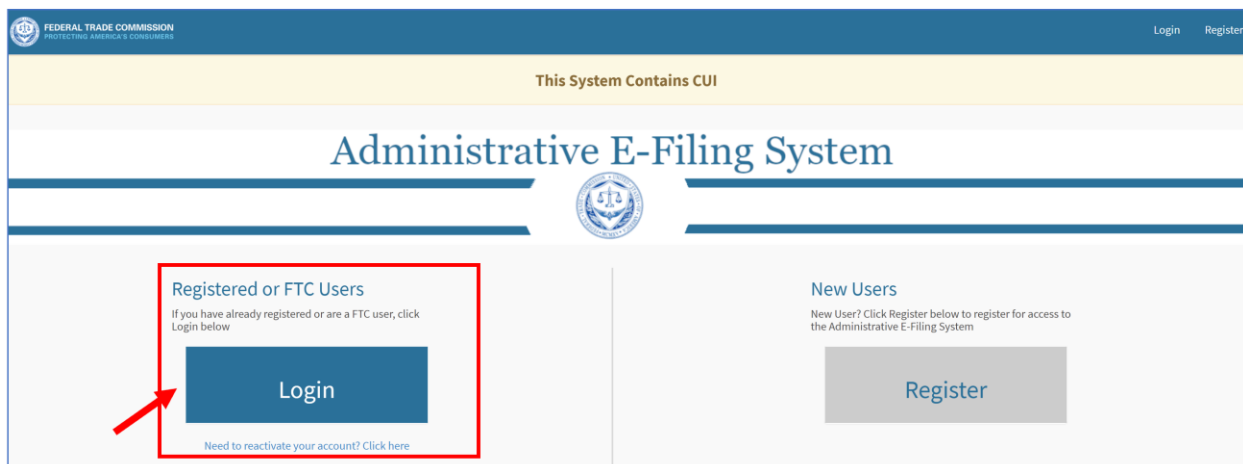 FEDERAL TRADE COMMISSION
PROTECTING AMERICA'S CONSUMERS
Login
Register
This System Contains CUI
Administrative E-Filing System
Registered or FTC Users
If you have already registered or are a FTC user, click
Login below
Login
Need to reactivate your account? Click here
New Users
New User? Click Register below to register for access to
the Administrative E-Filing System
Register